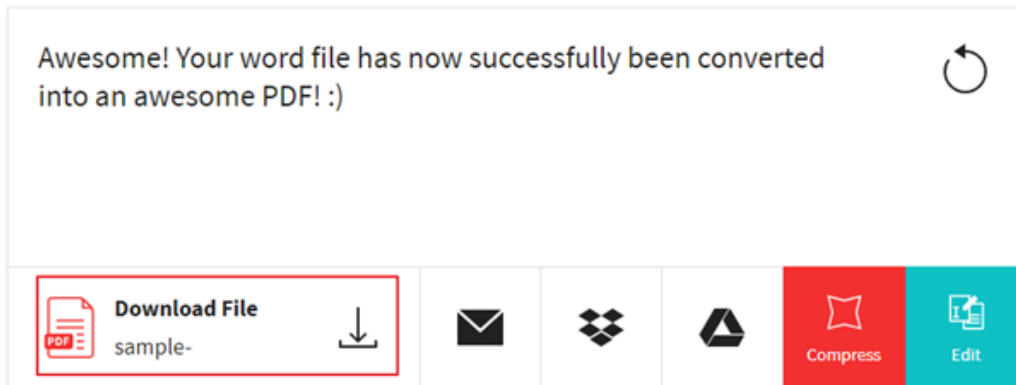 Awesome! Your word file has now successfully been converted
into an awesome PDF! :)
Download File
PDF
sample-
Compress
Edit